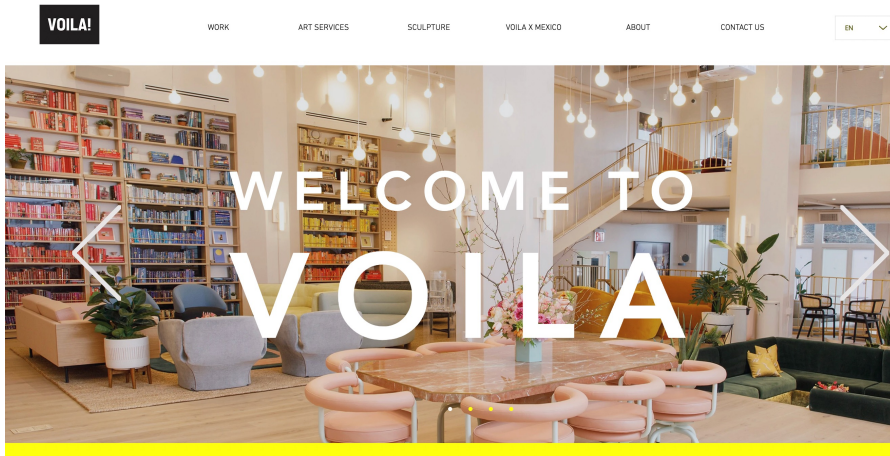 VOILA!
WORK
ART SERVICES
SCULPTURE
VOILA X MEXICO
ABOUT
CONTACT US
EN
WELCOME TO
VOILA